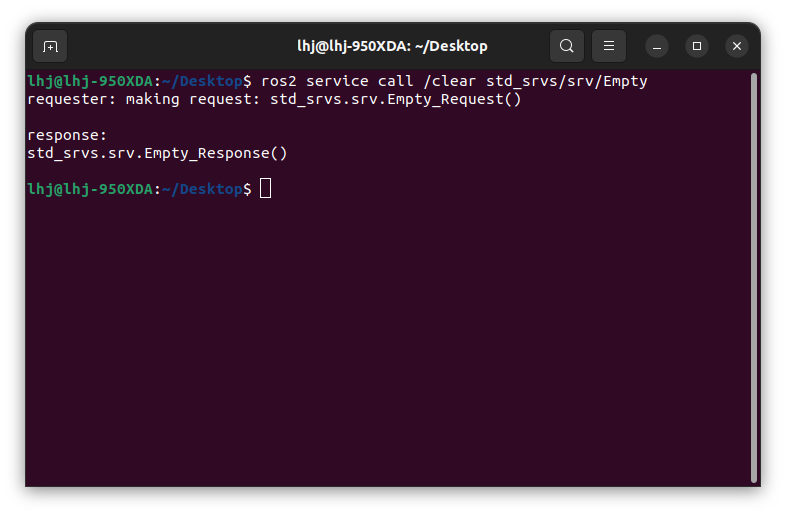 lhj@lhj-950XDA: ~/Desktop
lhj@lhj-950XDA:~/Desktop$ ros2 service call /clear std_srvs/srv/Empty
requester: making request: std_srvs.srv.Empty_Request()
response:
std_srvs.srv.Empty_Response()
lhj@lhj-950XDA:~/Desktop$